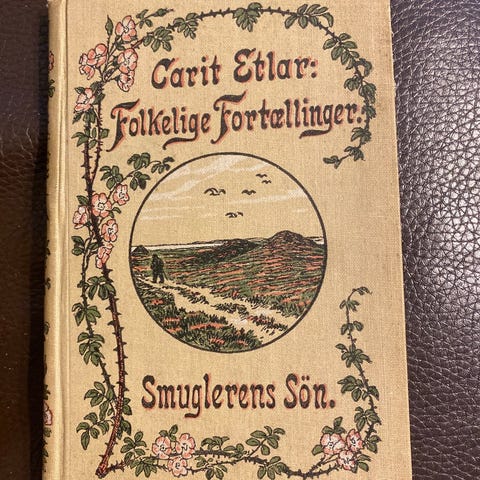 Carit Etlar:
Folkelige Fortællinger.
Smuglerens Sön.